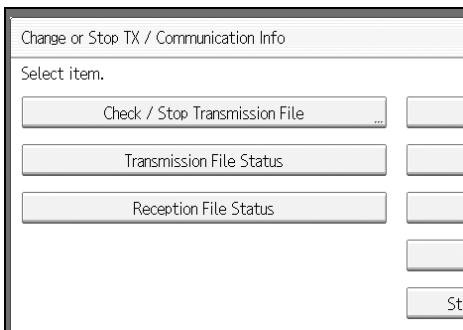 Change or Stop TX / Communication Info
Select item.
Check / Stop Transmission File
...
Transmission File Status
Reception File Status